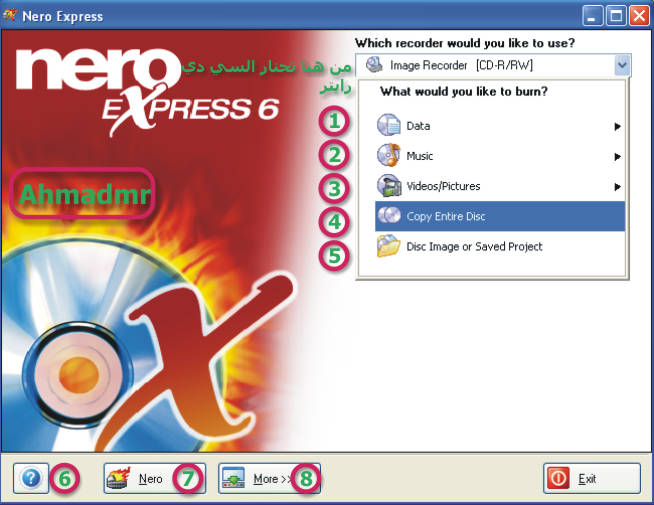 Nero Express
Which recorder would you like to use?
من هنا تختار السي دي
رايتر
Image Recorder [CD-R/RW]
nero
EXPRESS 6
What would you like to burn?
1 Data
2 Music
3 Videos/Pictures
Ahmadmr
4 Copy Entire Disc
5 Disc Image or Saved Project
? 6 Nero 7 More >> 8 Exit